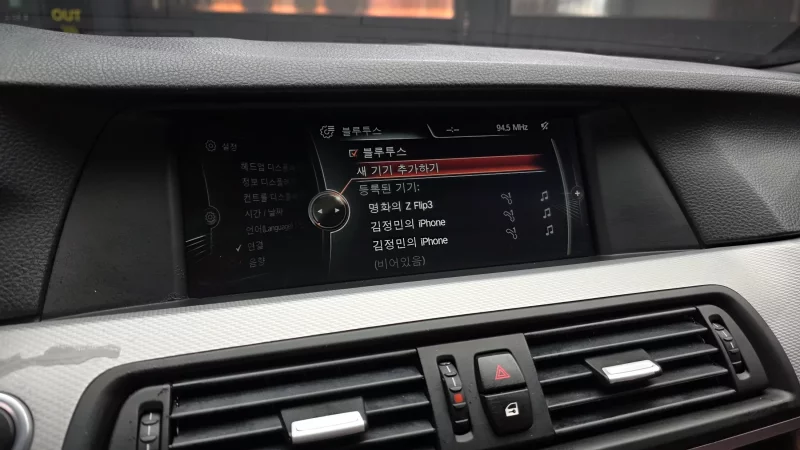 OUT
블루투스
--:--
94.5 MHz
설정
헤드업 디스플
정보 디스플
컨트롤 디스플
시간 / 날짜
언어(Language)
연결
음량
블루투스
새 기기 추가하기
등록된 기기:
명화의 Z Flip3
김정민의 iPhone
김정민의 iPhone
(비어있음)